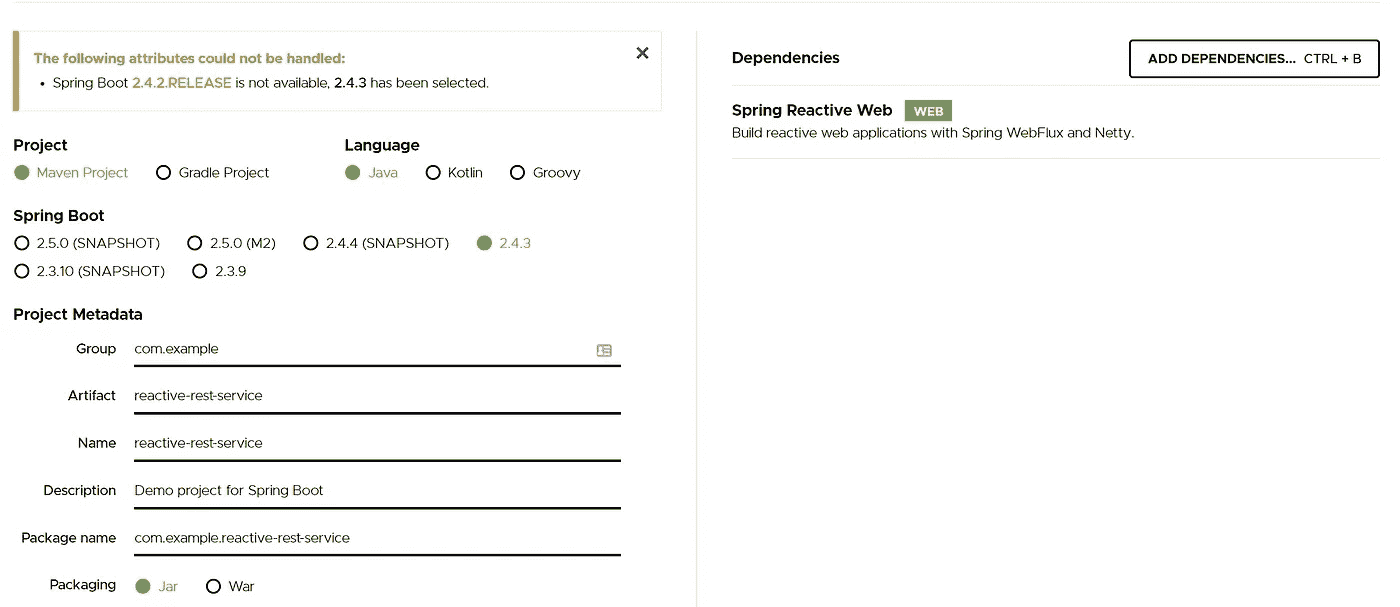 The following attributes could not be handled:
• Spring Boot 2.4.2.RELEASE is not available, 2.4.3 has been selected.
Project
Maven Project Gradle Project
Language
Java Kotlin Groovy
Spring Boot
2.5.0 (SNAPSHOT) 2.5.0 (M2) 2.4.4 (SNAPSHOT) 2.4.3
2.3.10 (SNAPSHOT) 2.3.9
Project Metadata
Group com.example
Artifact reactive-rest-service
Name reactive-rest-service
Description Demo project for Spring Boot
Package name com.example.reactive-rest-service
Packaging Jar War
Dependencies
ADD DEPENDENCIES... CTRL + B
Spring Reactive Web WEB
Build reactive web applications with Spring WebFlux and Netty.